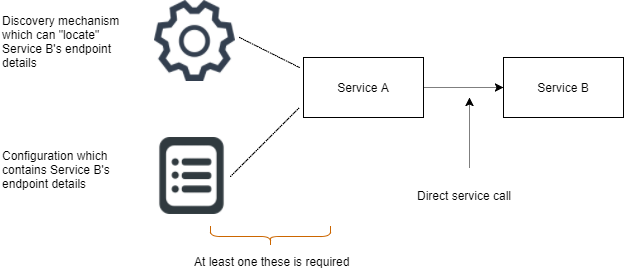 Discovery mechanism
which can "locate"
Service B's endpoint
details
Service A
Service B
Configuration which
contains Service B's
endpoint details
Direct service call
At least one these is required